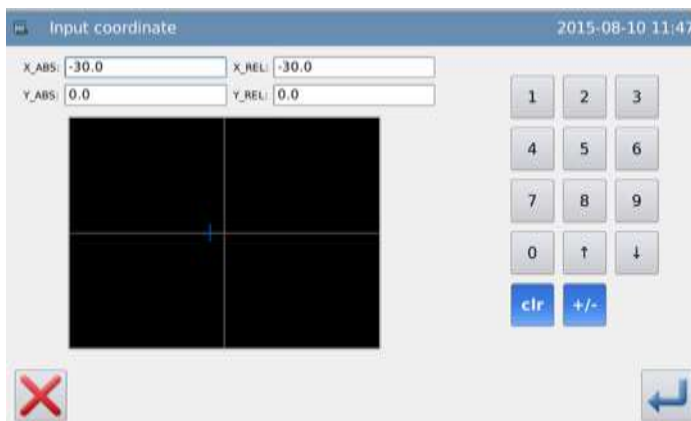 Input coordinate 2015-08-10 11:47
X_ABS: -30.0 X_REL: -30.0
Y_ABS: 0.0 Y_REL: 0.0
1 2 3
4 5 6
7 8 9
0 ↑ ↓
clr +/-